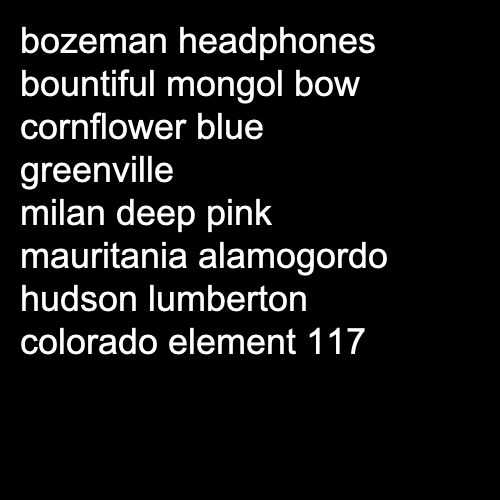 bozeman headphones
bountiful mongol bow
cornflower blue
greenville
milan deep pink
mauritania alamogordo
hudson lumberton
colorado element 117